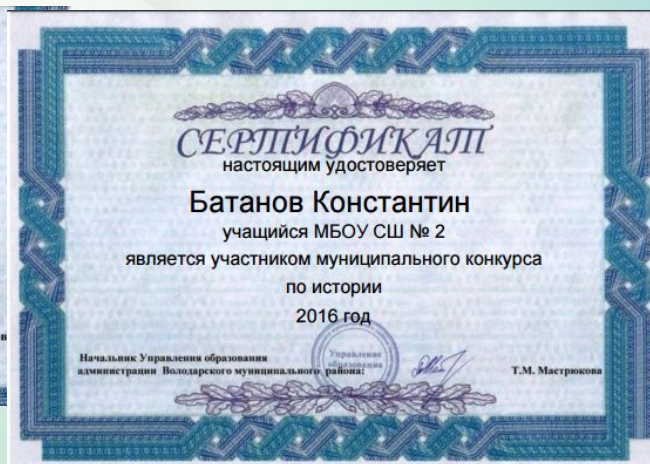 СЕРТИФИКАТ
настоящим удостоверяет
Батанов Константин
учащийся МБОУ СШ № 2
является участником муниципального конкурса
по истории
2016 год
Управление
образования
Начальник Управления образования
администрации Володарского муниципального района:
Т.М. Мастрюкова